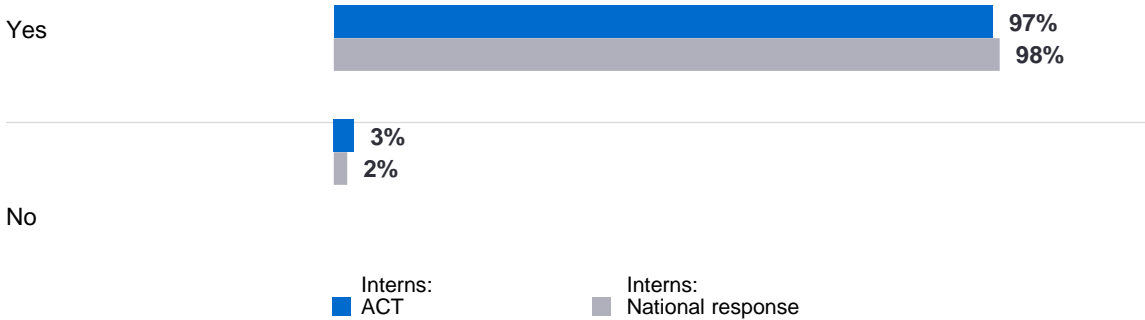 Yes
97%
98%
3%
2%
No
Interns:
ACT
Interns:
National response